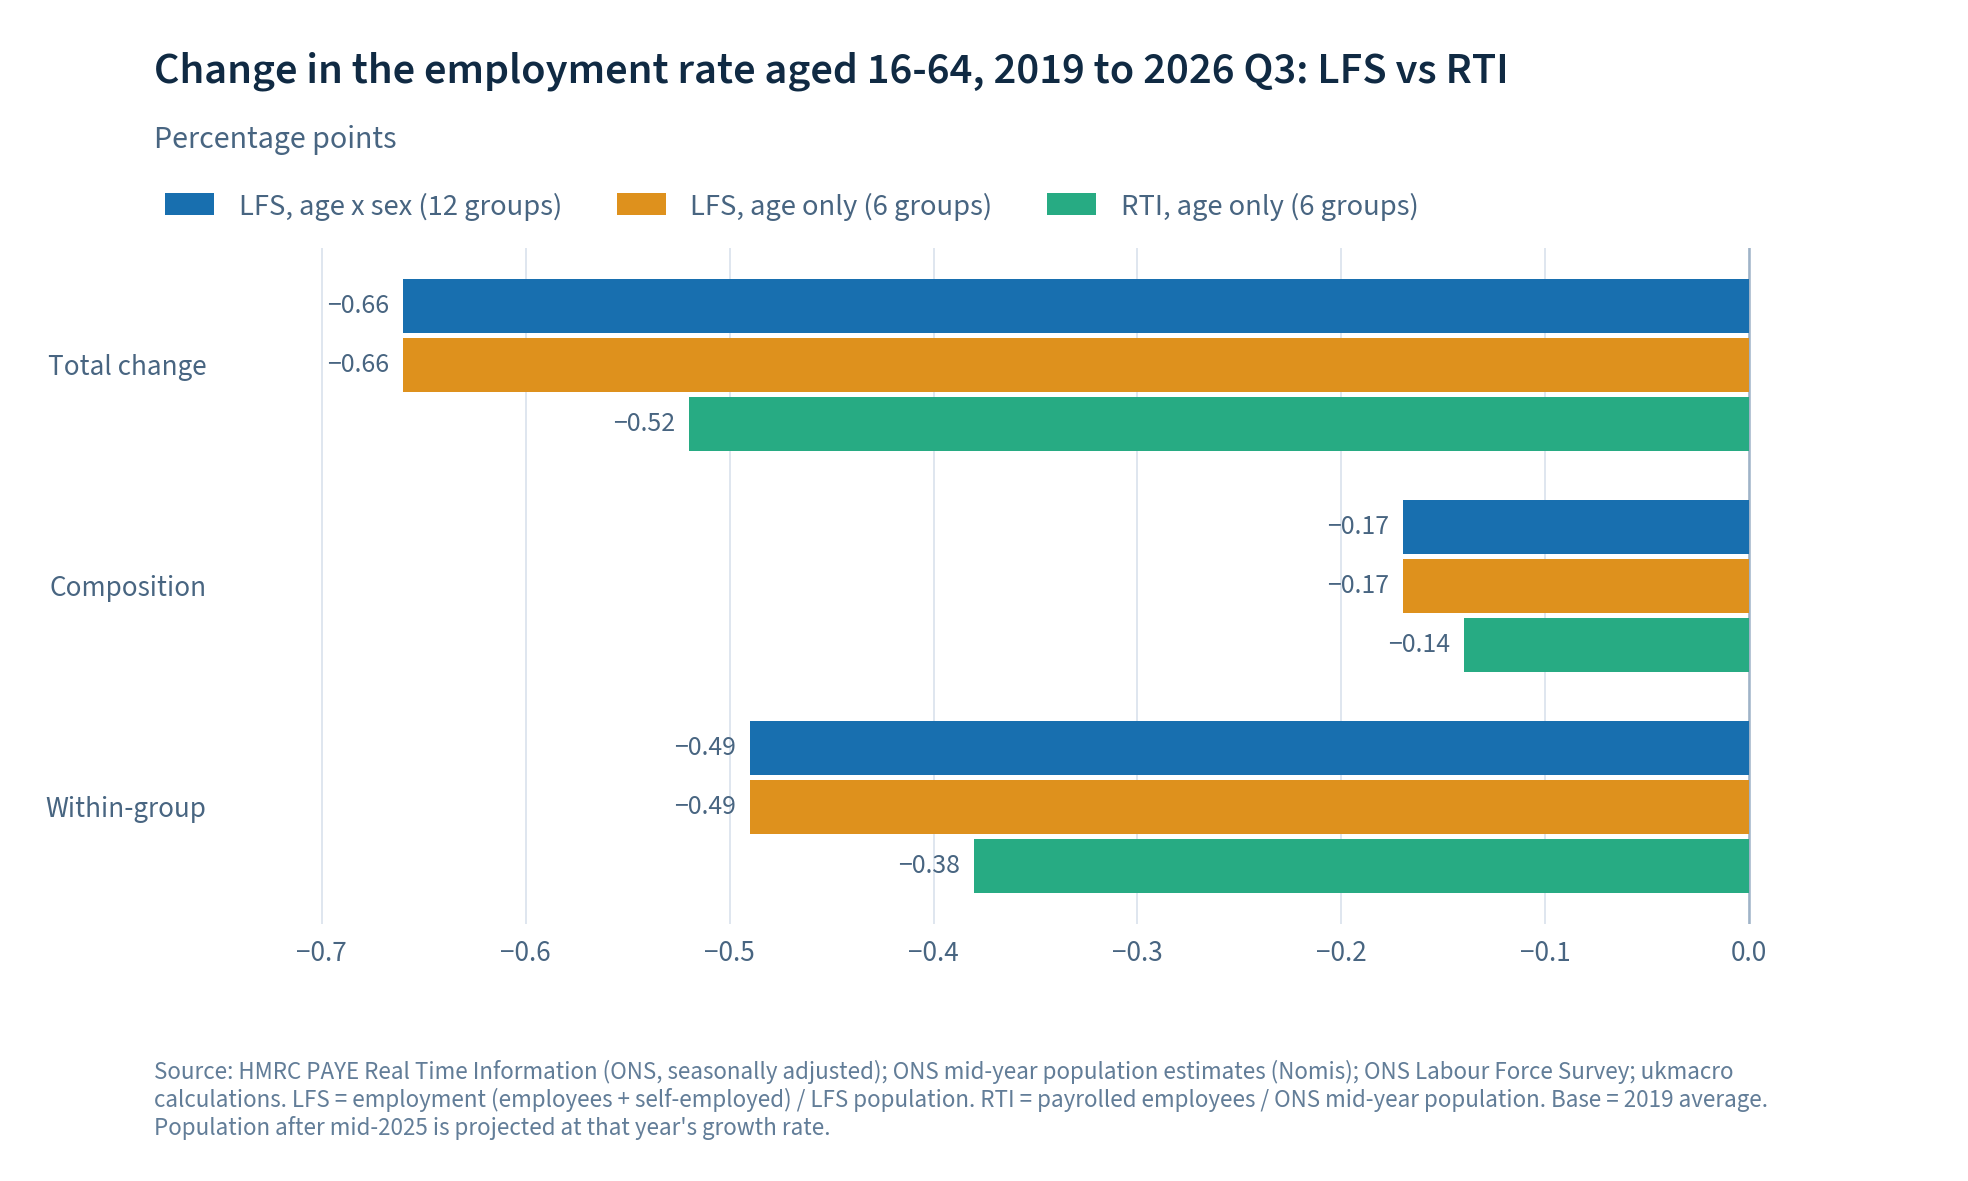 Change in the employment rate aged 16-64, 2019 to 2026 Q3: LFS vs RTI
Percentage points
LFS, age x sex (12 groups)
LFS, age only (6 groups)
RTI, age only (6 groups)
−0.66
Total change
−0.66
−0.52
−0.17
Composition
−0.17
−0.14
−0.49
Within-group
−0.49
−0.38
−0.7
−0.6
−0.5
−0.4
−0.3
−0.2
−0.1
0.0
Source: HMRC PAYE Real Time Information (ONS, seasonally adjusted); ONS mid-year population estimates (Nomis); ONS Labour Force Survey; ukmacro
calculations. LFS = employment (employees + self-employed) / LFS population. RTI = payrolled employees / ONS mid-year population. Base = 2019 average.
Population after mid-2025 is projected at that year's growth rate.